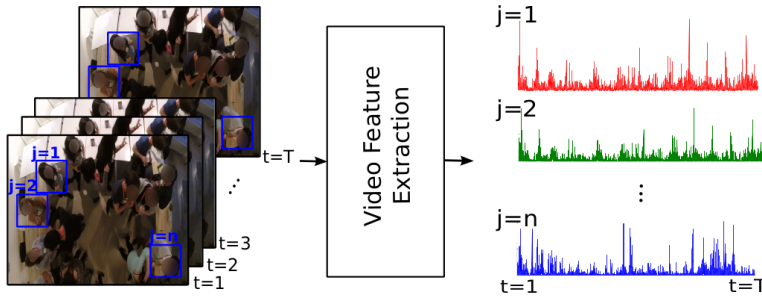 j=1
j=2
j=n
t=1
t=2
t=3
⋰
t=T
Video Feature
Extraction
j=1
j=2
⋮
j=n
t=1
t=T